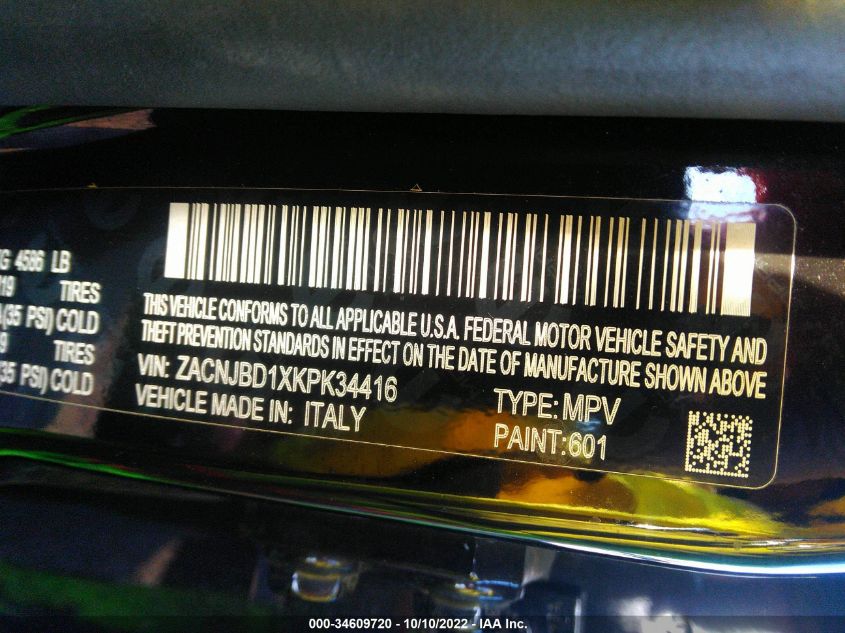 G 4586 LB
19 TIRES
(35 PSI) COLD
9 TIRES
(35 PSI) COLD
THIS VEHICLE CONFORMS TO ALL APPLICABLE U.S.A. FEDERAL MOTOR VEHICLE SAFETY AND
THEFT PREVENTION STANDARDS IN EFFECT ON THE DATE OF MANUFACTURE SHOWN ABOVE
VIN: ZACNJBD1XKPK34416
TYPE: MPV
VEHICLE MADE IN: ITALY
PAINT:601
000-34609720 - 10/10/2022 - IAA Inc.